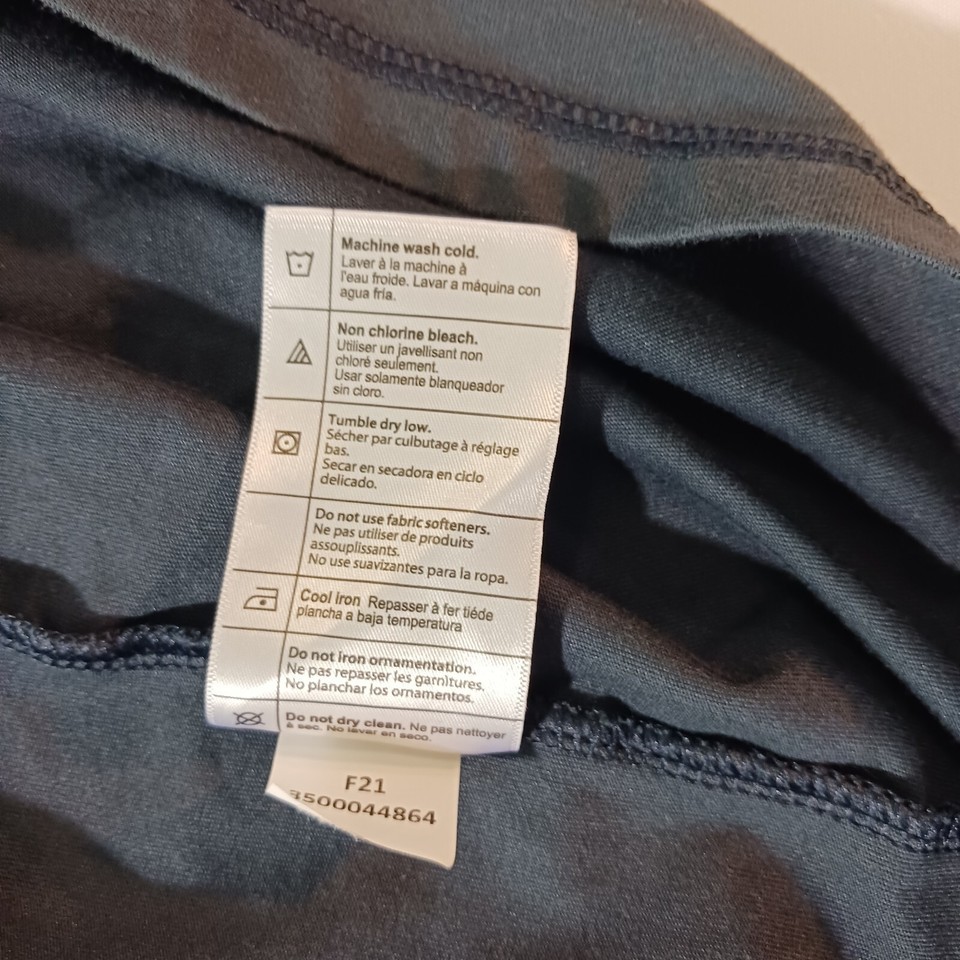 Machine wash cold.
Laver à la machine à
l'eau froide. Lavar a máquina con
agua fría.
Non chlorine bleach.
Utiliser un javellisant non
chloré seulement.
Usar solamente blanqueador
sin cloro.
Tumble dry low.
Sécher par culbutage à réglage
bas.
Secar en secadora en ciclo
delicado.
Do not use fabric softeners.
Ne pas utiliser de produits
assouplissants.
No use suavizantes para la ropa.
Cool iron Repasser à fer tiéde
plancha a baja temperatura
Do not iron ornamentation.
Ne pas repasser les garnitures.
No planchar los ornamentos.
Do not dry clean. Ne pas nettoyer
à sec. No lavar en seco.
F21
3500044864